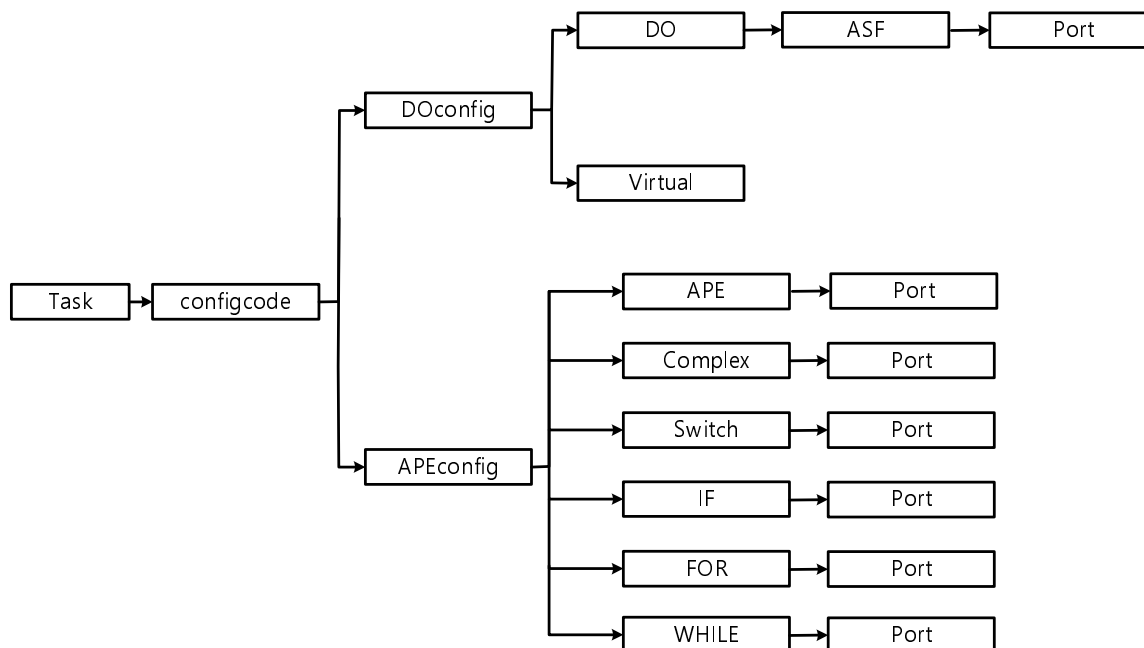 DO ASF Port
DOconfig
Virtual
Task configcode
APE Port
Complex Port
Switch Port
APEconfig
IF Port
FOR Port
WHILE Port